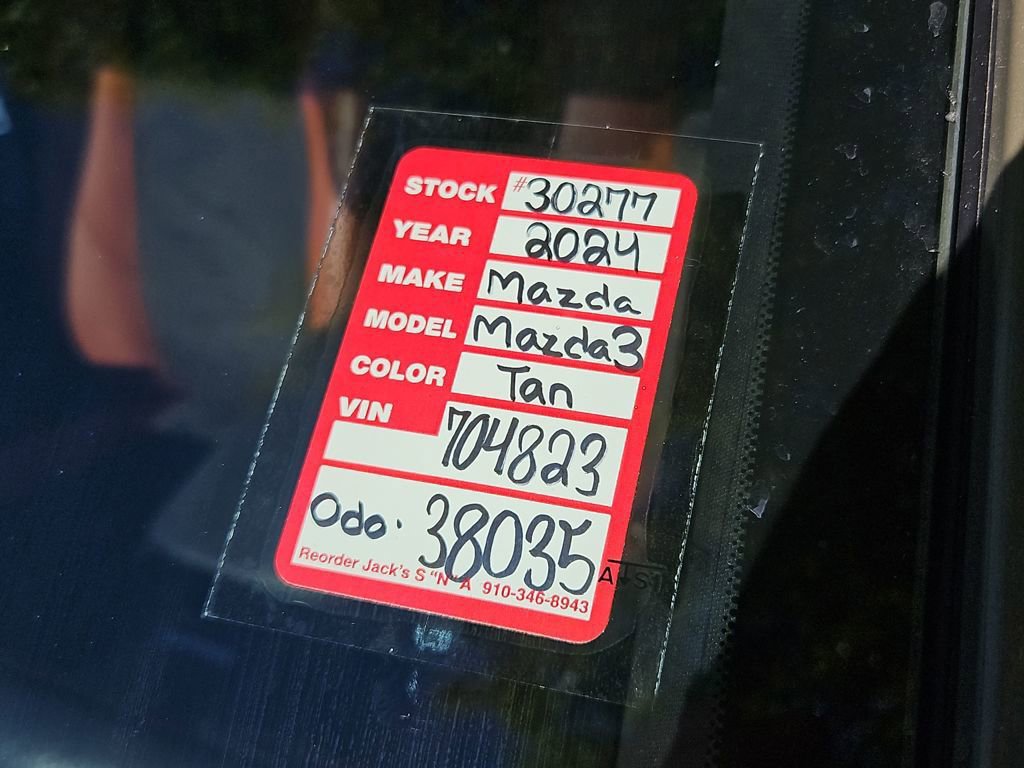 STOCK #30277
YEAR 2024
MAKE Mazda
MODEL Mazda3
COLOR Tan
VIN 704823
Odo. 38035
Reorder Jack's S "N" A 910-346-8943